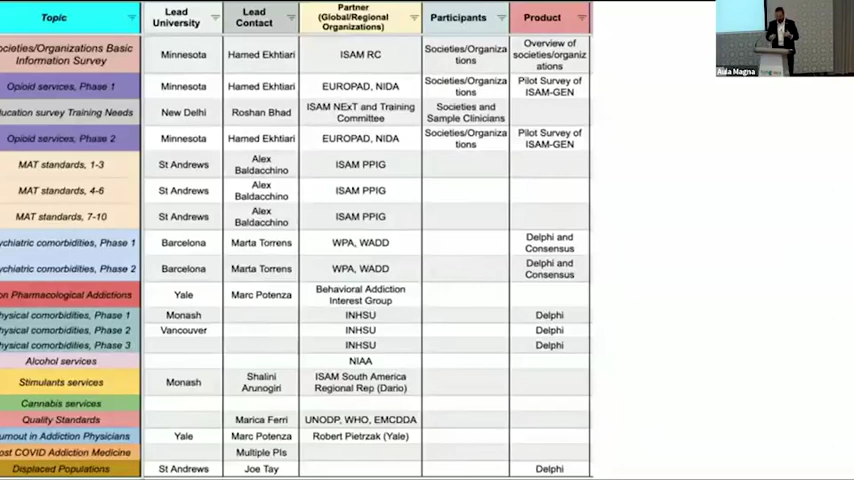 Topic Lead University Lead Contact Partner (Global/Regional Organizations) Participants Product
ocieties/Organizations Basic Information Survey Minnesota Hamed Ekhtiari ISAM RC Societies/Organizations Overview of societies/organizations
Opioid services, Phase 1 Minnesota Hamed Ekhtiari EUROPAD, NIDA Societies/Organizations Pilot Survey of ISAM-GEN
ducation survey Training Needs New Delhi Roshan Bhad ISAM NExT and Training Committee Societies and Sample Clinicians
Opioid services, Phase 2 Minnesota Hamed Ekhtiari EUROPAD, NIDA Societies/Organizations Pilot Survey of ISAM-GEN
MAT standards, 1-3 St Andrews Alex Baldacchino ISAM PPIG
MAT standards, 4-6 St Andrews Alex Baldacchino ISAM PPIG
MAT standards, 7-10 St Andrews Alex Baldacchino ISAM PPIG
ychiatric comorbidities, Phase 1 Barcelona Marta Torrens WPA, WADD Delphi and Consensus
ychiatric comorbidities, Phase 2 Barcelona Marta Torrens WPA, WADD Delphi and Consensus
on Pharmacological Addictions Yale Marc Potenza Behavioral Addiction Interest Group
hysical comorbidities, Phase 1 Monash INHSU Delphi
hysical comorbidities, Phase 2 Vancouver INHSU Delphi
hysical comorbidities, Phase 3 INHSU Delphi
Alcohol services NIAA
Stimulants services Monash Shalini Arunogiri ISAM South America Regional Rep (Dario)
Cannabis services
Quality Standards Marica Ferri UNODP, WHO, EMCDDA
urnout in Addiction Physicians Yale Marc Potenza Robert Pietrzak (Yale)
ost COVID Addiction Medicine Multiple PIs
Displaced Populations St Andrews Joe Tay Delphi
Aula Magna